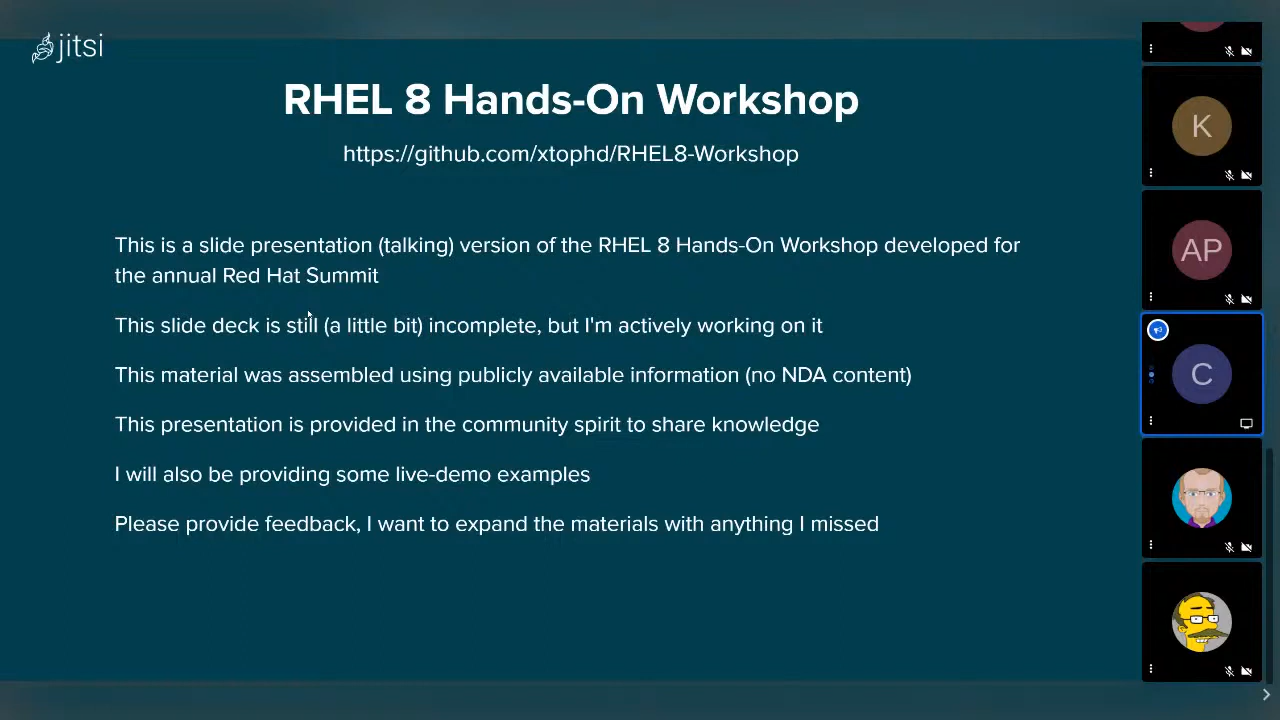 jitsi
RHEL 8 Hands-On Workshop
https://github.com/xtophd/RHEL8-Workshop
This is a slide presentation (talking) version of the RHEL 8 Hands-On Workshop developed for
the annual Red Hat Summit
This slide deck is still (a little bit) incomplete, but I'm actively working on it
This material was assembled using publicly available information (no NDA content)
This presentation is provided in the community spirit to share knowledge
I will also be providing some live-demo examples
Please provide feedback, I want to expand the materials with anything I missed
K
AP
C